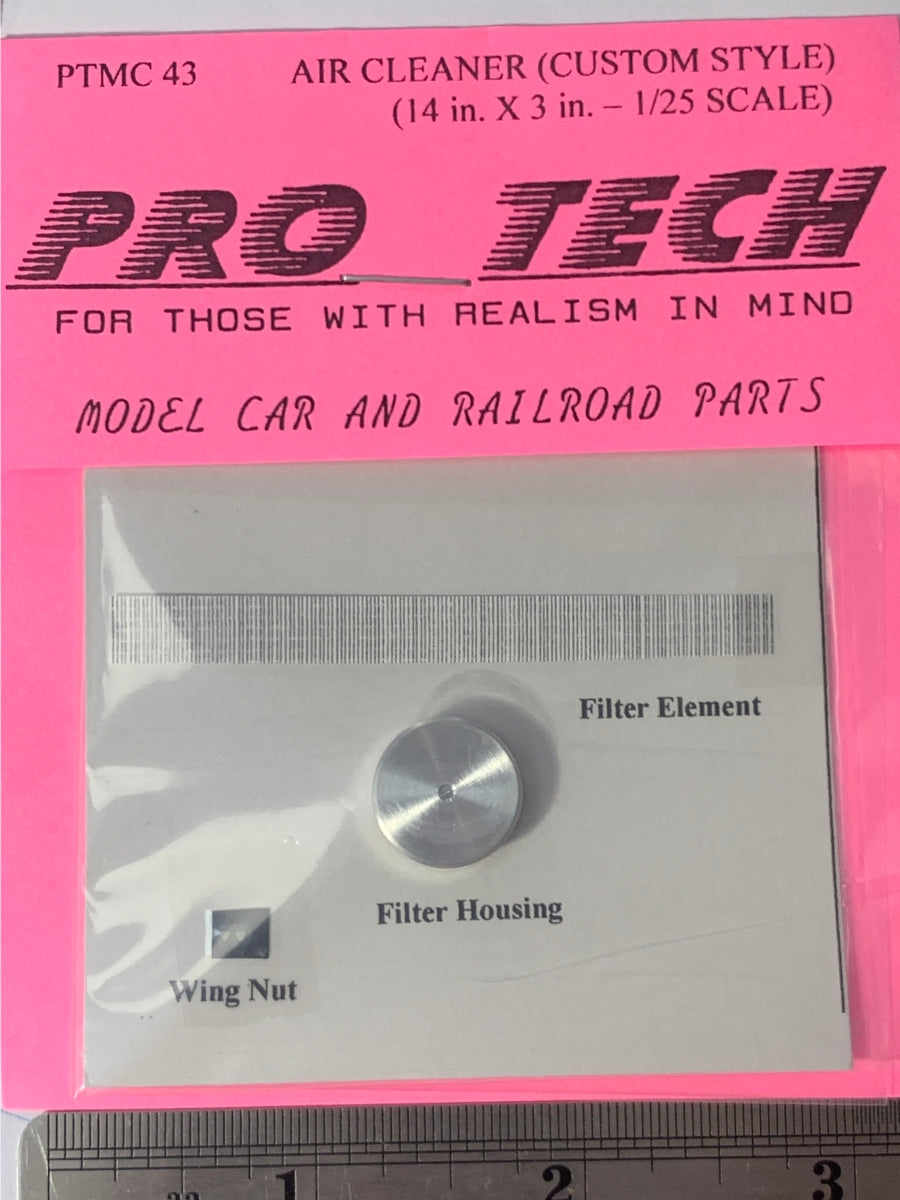 PTMC 43 AIR CLEANER (CUSTOM STYLE)
(14 in. X 3 in. – 1/25 SCALE)
PRO TECH
FOR THOSE WITH REALISM IN MIND
MODEL CAR AND RAILROAD PARTS
Filter Element
Filter Housing
Wing Nut
1 2 3